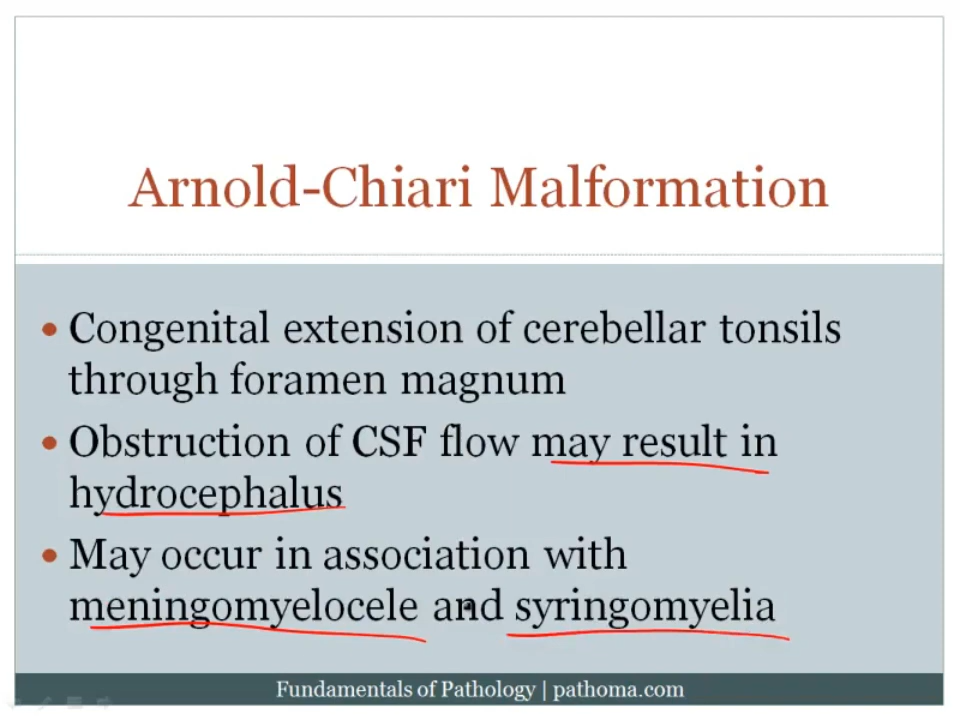 Arnold-Chiari Malformation
• Congenital extension of cerebellar tonsils
through foramen magnum
• Obstruction of CSF flow may result in
hydrocephalus
• May occur in association with
meningomyelocele and syringomyelia
Fundamentals of Pathology | pathoma.com